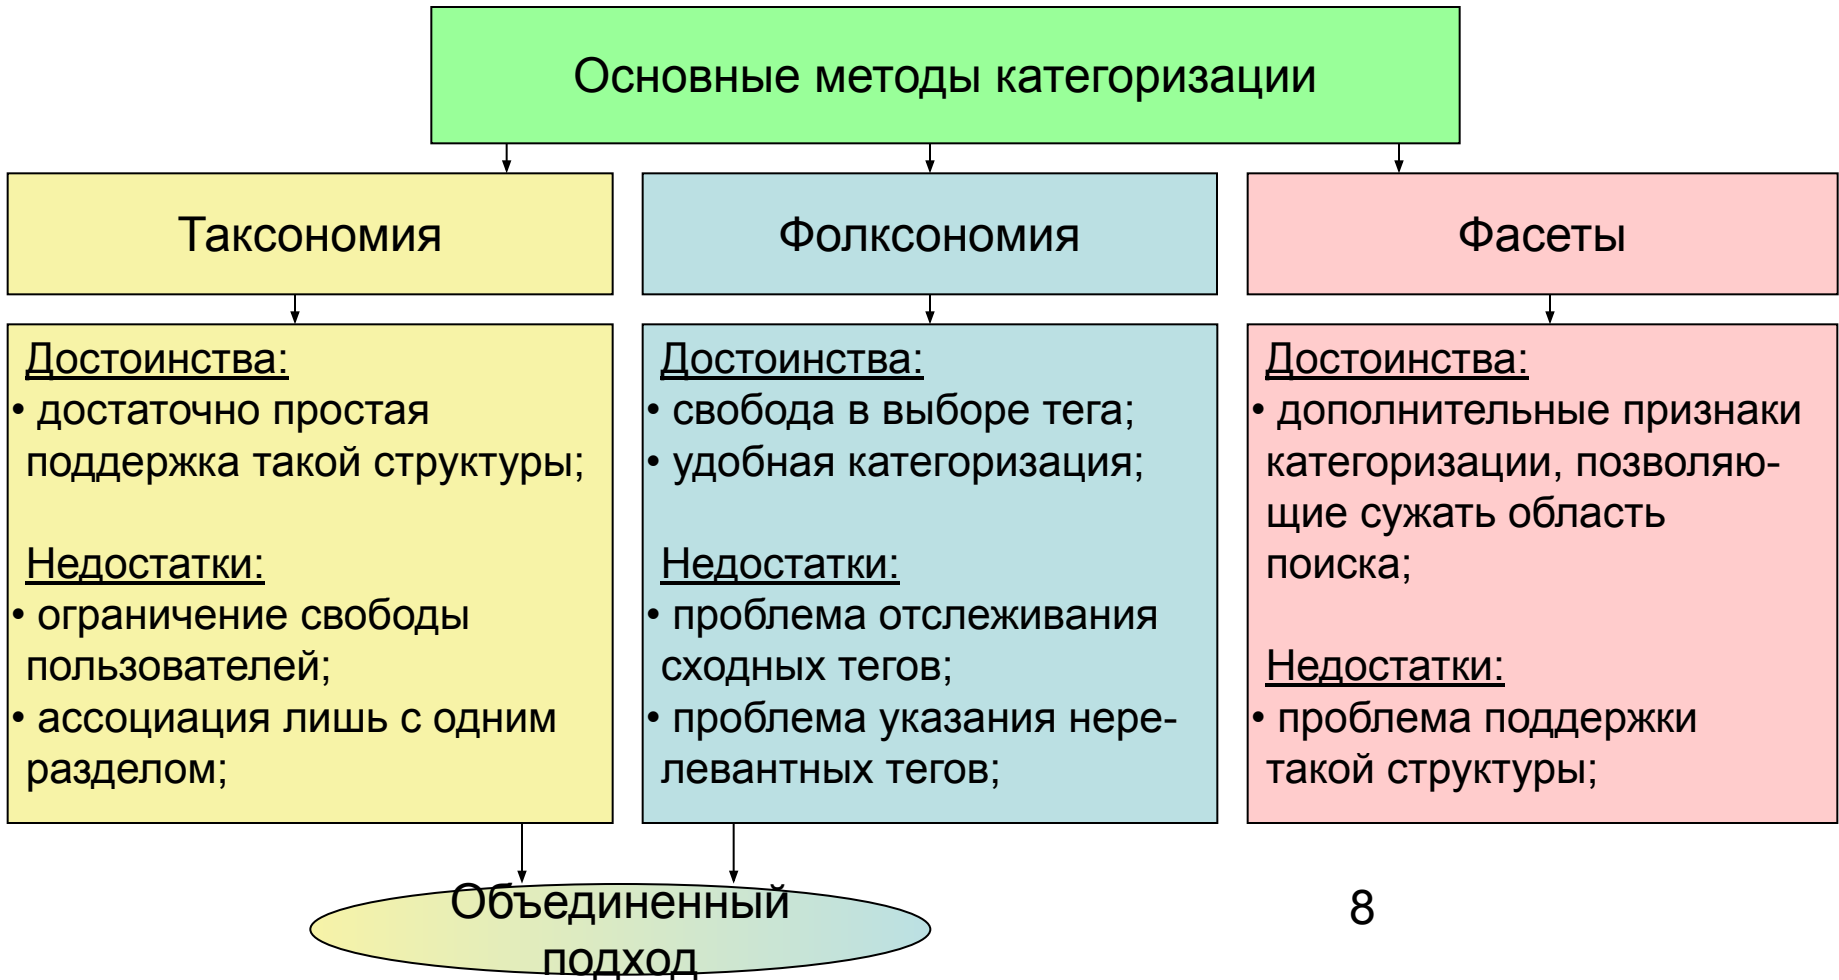 Основные методы категоризации
Таксономия
Фолксономия
Фасеты
Достоинства:
• достаточно простая
поддержка такой структуры;
Недостатки:
• ограничение свободы
пользователей;
• ассоциация лишь с одним
разделом;
Достоинства:
• свобода в выборе тега;
• удобная категоризация;
Недостатки:
• проблема отслеживания
сходных тегов;
• проблема указания нере-
левантных тегов;
Достоинства:
• дополнительные признаки
категоризации, позволяю-
щие сужать область
поиска;
Недостатки:
• проблема поддержки
такой структуры;
Объединенный
подход
8